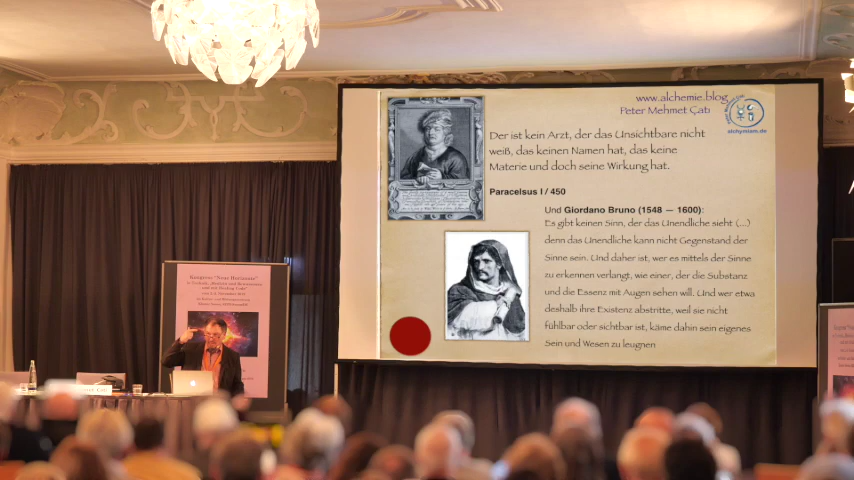 www.alchemie.blog
Peter Mehmet Çatı
alchymism.de
Der ist kein Arzt, der das Unsichtbare nicht
weiß, das keinen Namen hat, das keine
Materie und doch seine Wirkung hat.
Paracelsus I / 450
Und Giordano Bruno (1548 — 1600):
Es gibt keinen Sinn, der das Unendliche sieht (...)
denn das Unendliche kann nicht Gegenstand der
Sinne sein. Und daher ist, wer es mittels der Sinne
zu erkennen verlangt, wie einer, der die Substanz
und die Essenz mit Augen sehen will. Und wer etwa
deshalb ihre Existenz abstritte, weil sie nicht
fühlbar oder sichtbar ist, käme dahin sein eigenes
Sein und Wesen zu leugnen
Kongress "Neue Horizonte"